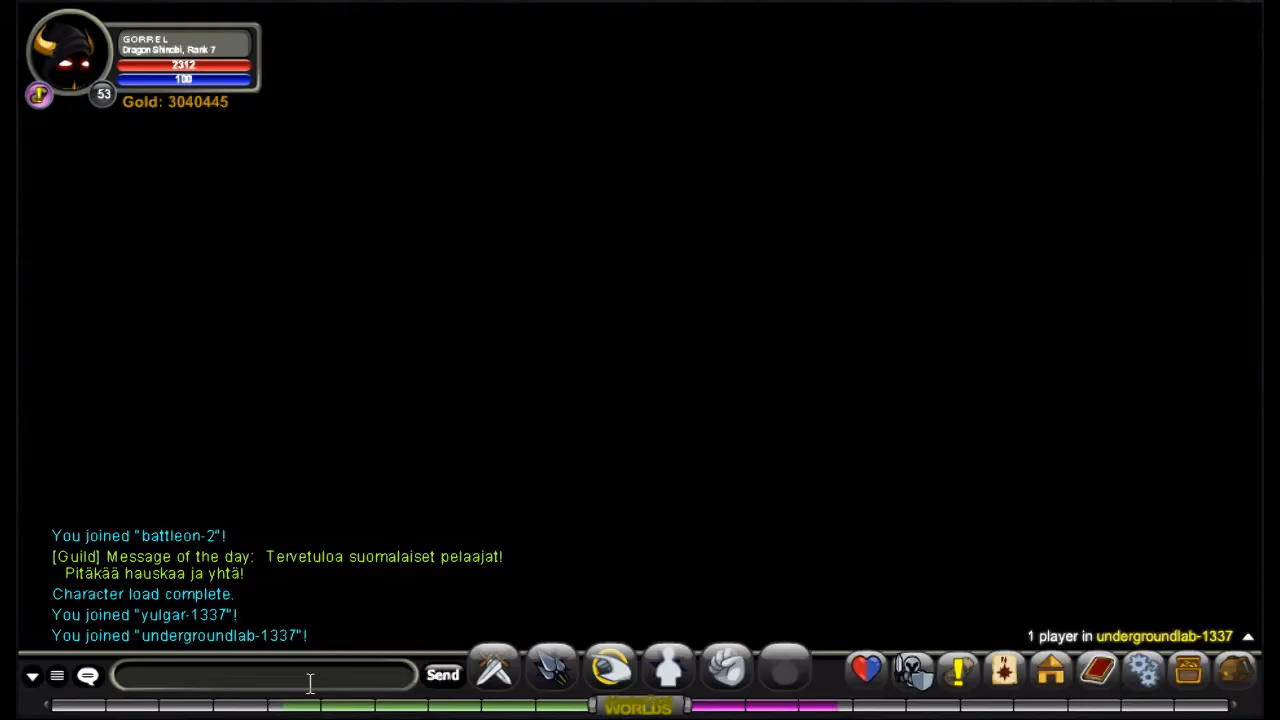 GORREL
Dragon Shinobi, Rank 7
2312
100
53
Gold: 3040445
You joined "battleon-2"!
[Guild] Message of the day: Tervetuloa suomalaiset pelaajat!
Pitäkää hauskaa ja yhtä!
Character load complete.
You joined "yulgar-1337"!
You joined "undergroundlab-1337"!
1 player in undergroundlab-1337
Send
WORLDS